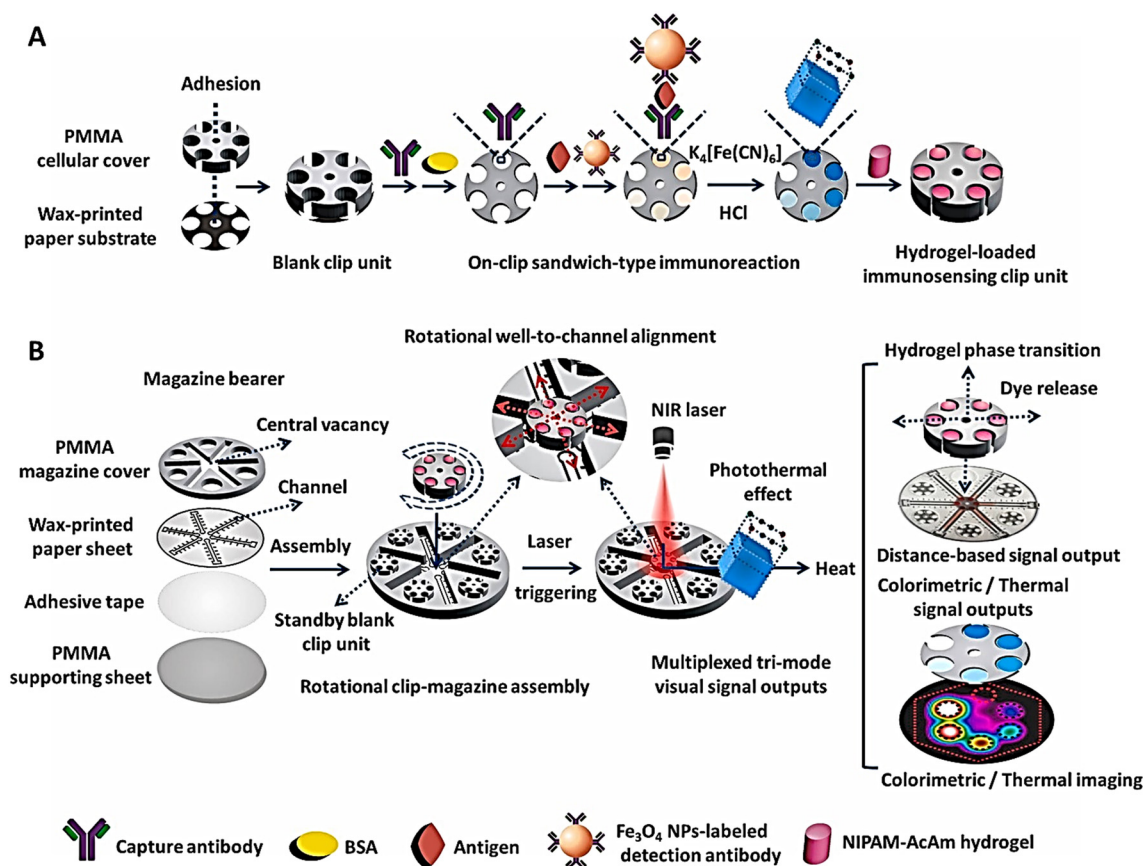 A
Adhesion
PMMA
cellular cover
Wax-printed
paper substrate
Blank clip unit
K₄[Fe(CN)₆]
HCl
On-clip sandwich-type immunoreaction
Hydrogel-loaded
immunosensing clip unit
B
Magazine bearer
PMMA
magazine cover
Central vacancy
Wax-printed
paper sheet
Channel
Adhesive tape
PMMA
supporting sheet
Assembly
Standby blank
clip unit
Rotational well-to-channel alignment
Rotational clip-magazine assembly
Laser
triggering
NIR laser
Photothermal
effect
Heat
Multiplexed tri-mode
visual signal outputs
Hydrogel phase transition
Dye release
Distance-based signal output
Colorimetric / Thermal
signal outputs
Colorimetric / Thermal imaging
Capture antibody
BSA
Antigen
Fe₃O₄ NPs-labeled
detection antibody
NIPAM-AcAm hydrogel